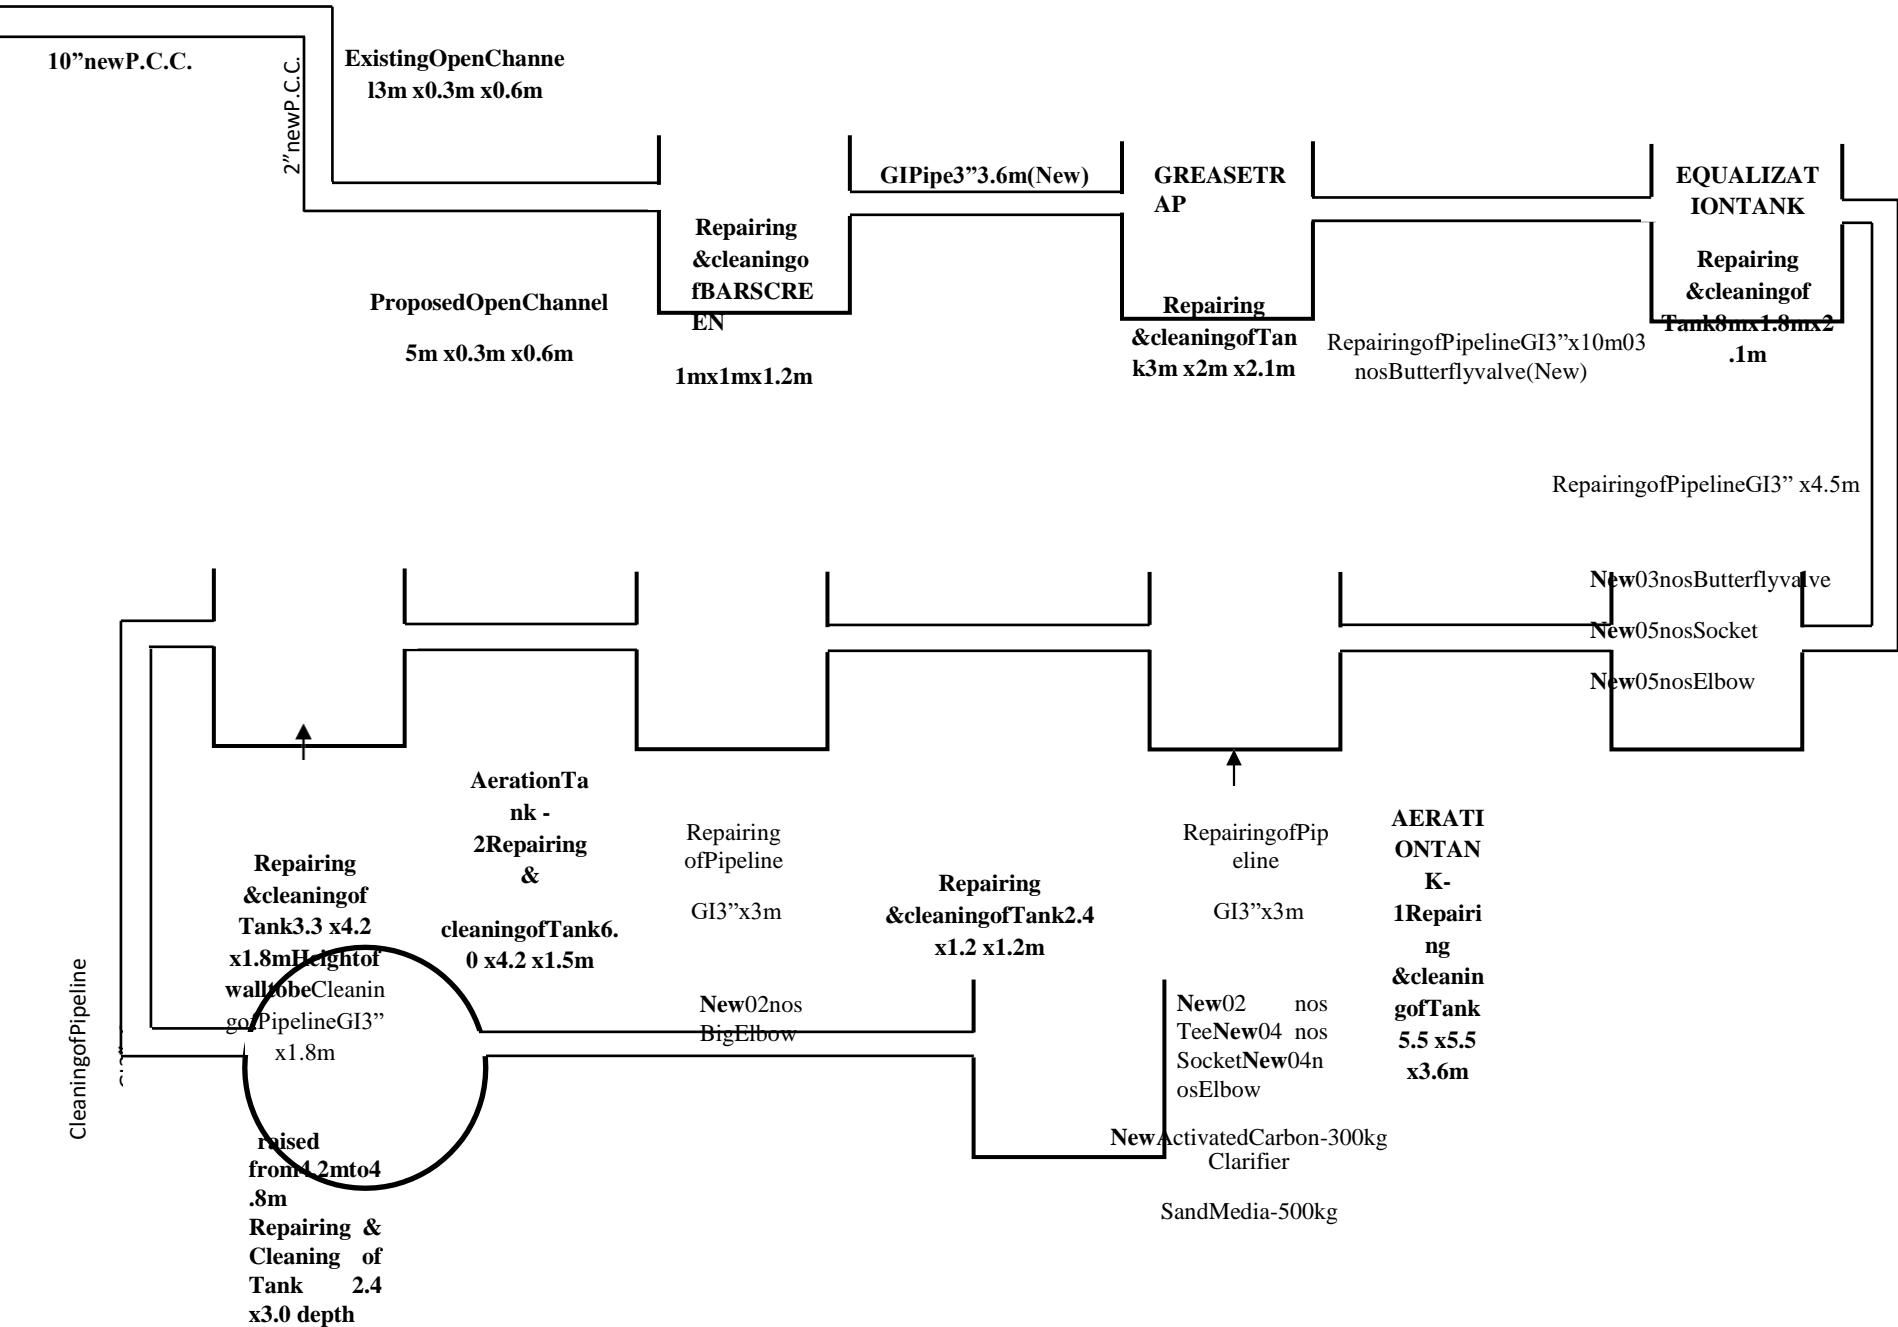 10”newP.C.C.
2”newP.C.C.
ExistingOpenChanne
l3m x0.3m x0.6m
ProposedOpenChannel
5m x0.3m x0.6m
Repairing
&cleaningo
fBARSCRE
EN
1mx1mx1.2m
GIPipe3”3.6m(New)
GREASETR
AP
Repairing
&cleaningofTan
k3m x2m x2.1m
RepairingofPipelineGI3”x10m03
nosButterflyvalve(New)
EQUALIZAT
IONTANK
Repairing
&cleaningof
Tank8mx1.8mx2
.1m
RepairingofPipelineGI3” x4.5m
New03nosButterflyvalve
New05nosSocket
New05nosElbow
AERATI
ONTAN
K-
1Repairi
ng
&cleanin
gofTank
5.5 x5.5
x3.6m
RepairingofPip
eline
GI3”x3m
New02 nos
TeeNew04 nos
SocketNew04n
osElbow
NewActivatedCarbon-300kg
Clarifier
SandMedia-500kg
Repairing
&cleaningofTank2.4
x1.2 x1.2m
Repairing
ofPipeline
GI3”x3m
New02nos
BigElbow
AerationTa
nk -
2Repairing
&
cleaningofTank6.
0 x4.2 x1.5m
Repairing
&cleaningof
Tank3.3 x4.2
x1.8mHeightof
walltobeCleanin
gofPipelineGI3”
x1.8m
raised
from4.2mto4
.8m
Repairing &
Cleaning of
Tank 2.4
x3.0 depth
CleaningofPipeline